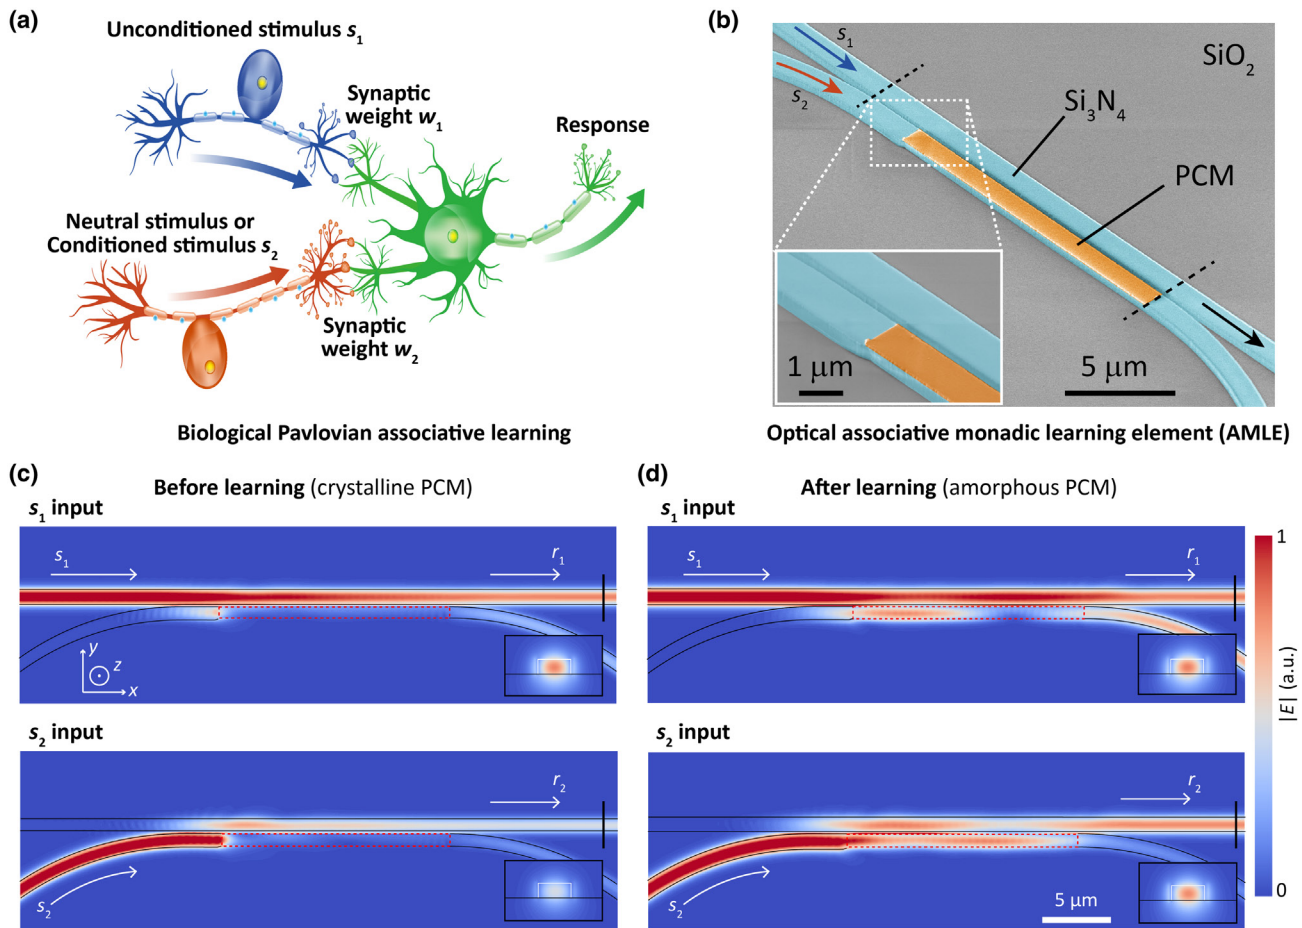 (a)
Unconditioned stimulus s₁
Synaptic
weight w₁
Response
Neutral stimulus or
Conditioned stimulus s₂
Synaptic
weight w₂
Biological Pavlovian associative learning
(b)
s₁
s₂
SiO₂
Si₃N₄
PCM
1 μm
5 μm
Optical associative monadic learning element (AMLE)
(c)
Before learning (crystalline PCM)
s₁ input
s₁
r₁
y
z
x
s₂ input
r₂
s₂
(d)
After learning (amorphous PCM)
s₁ input
s₁
r₁
1
|E| (a.u.)
0
s₂ input
r₂
s₂
5 μm